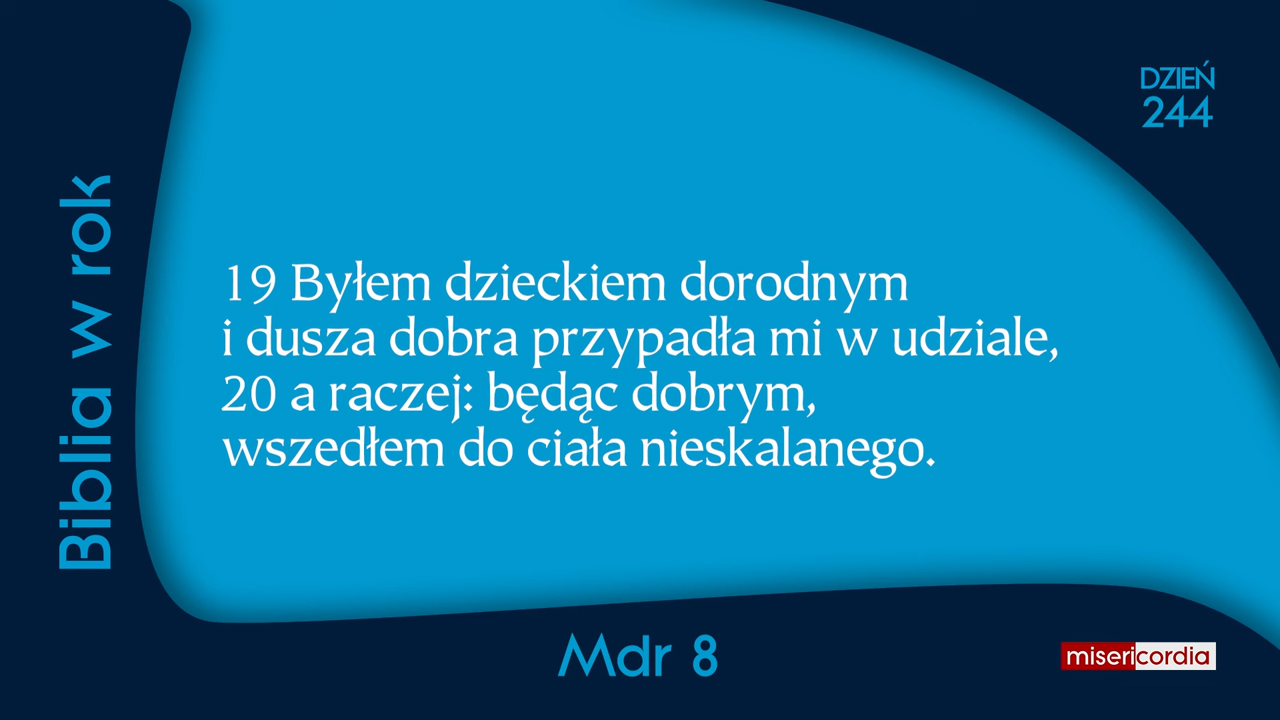 DZIEŃ
244
Biblia w rok
19 Byłem dzieckiem dorodnym
i dusza dobra przypadła mi w udziale,
20 a raczej: będąc dobrym,
wszedłem do ciała nieskalanego.
Mdr 8
misericordia